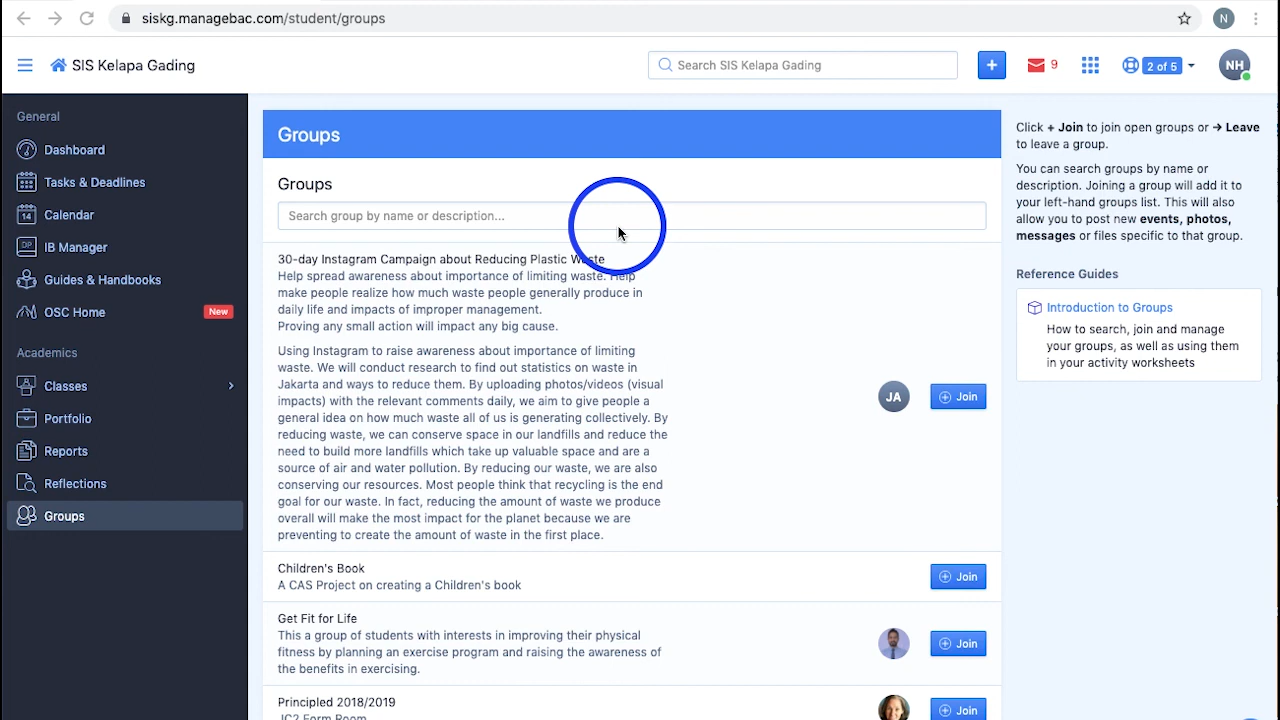 siskg.managebac.com/student/groups
N
SIS Kelapa Gading
Search SIS Kelapa Gading
+
9
2 of 5
NH
General
Dashboard
Tasks & Deadlines
14
Calendar
DP
IB Manager
Guides & Handbooks
OSC Home
New
Academics
Classes
Portfolio
Reports
Reflections
Groups
Groups
Groups
Search group by name or description...
30-day Instagram Campaign about Reducing Plastic Waste
Help spread awareness about importance of limiting waste. Help
make people realize how much waste people generally produce in
daily life and impacts of improper management.
Proving any small action will impact any big cause.
Using Instagram to raise awareness about importance of limiting
waste. We will conduct research to find out statistics on waste in
Jakarta and ways to reduce them. By uploading photos/videos (visual
impacts) with the relevant comments daily, we aim to give people a
general idea on how much waste all of us is generating collectively. By
reducing waste, we can conserve space in our landfills and reduce the
need to build more landfills which take up valuable space and are a
source of air and water pollution. By reducing our waste, we are also
conserving our resources. Most people think that recycling is the end
goal for our waste. In fact, reducing the amount of waste we produce
overall will make the most impact for the planet because we are
preventing to create the amount of waste in the first place.
JA
Join
Children's Book
A CAS Project on creating a Children's book
Join
Get Fit for Life
This a group of students with interests in improving their physical
fitness by planning an exercise program and raising the awareness of
the benefits in exercising.
Join
Principled 2018/2019
JC2 Form Room
Join
Click + Join to join open groups or → Leave
to leave a group.
You can search groups by name or
description. Joining a group will add it to
your left-hand groups list. This will also
allow you to post new events, photos,
messages or files specific to that group.
Reference Guides
Introduction to Groups
How to search, join and manage
your groups, as well as using them
in your activity worksheets